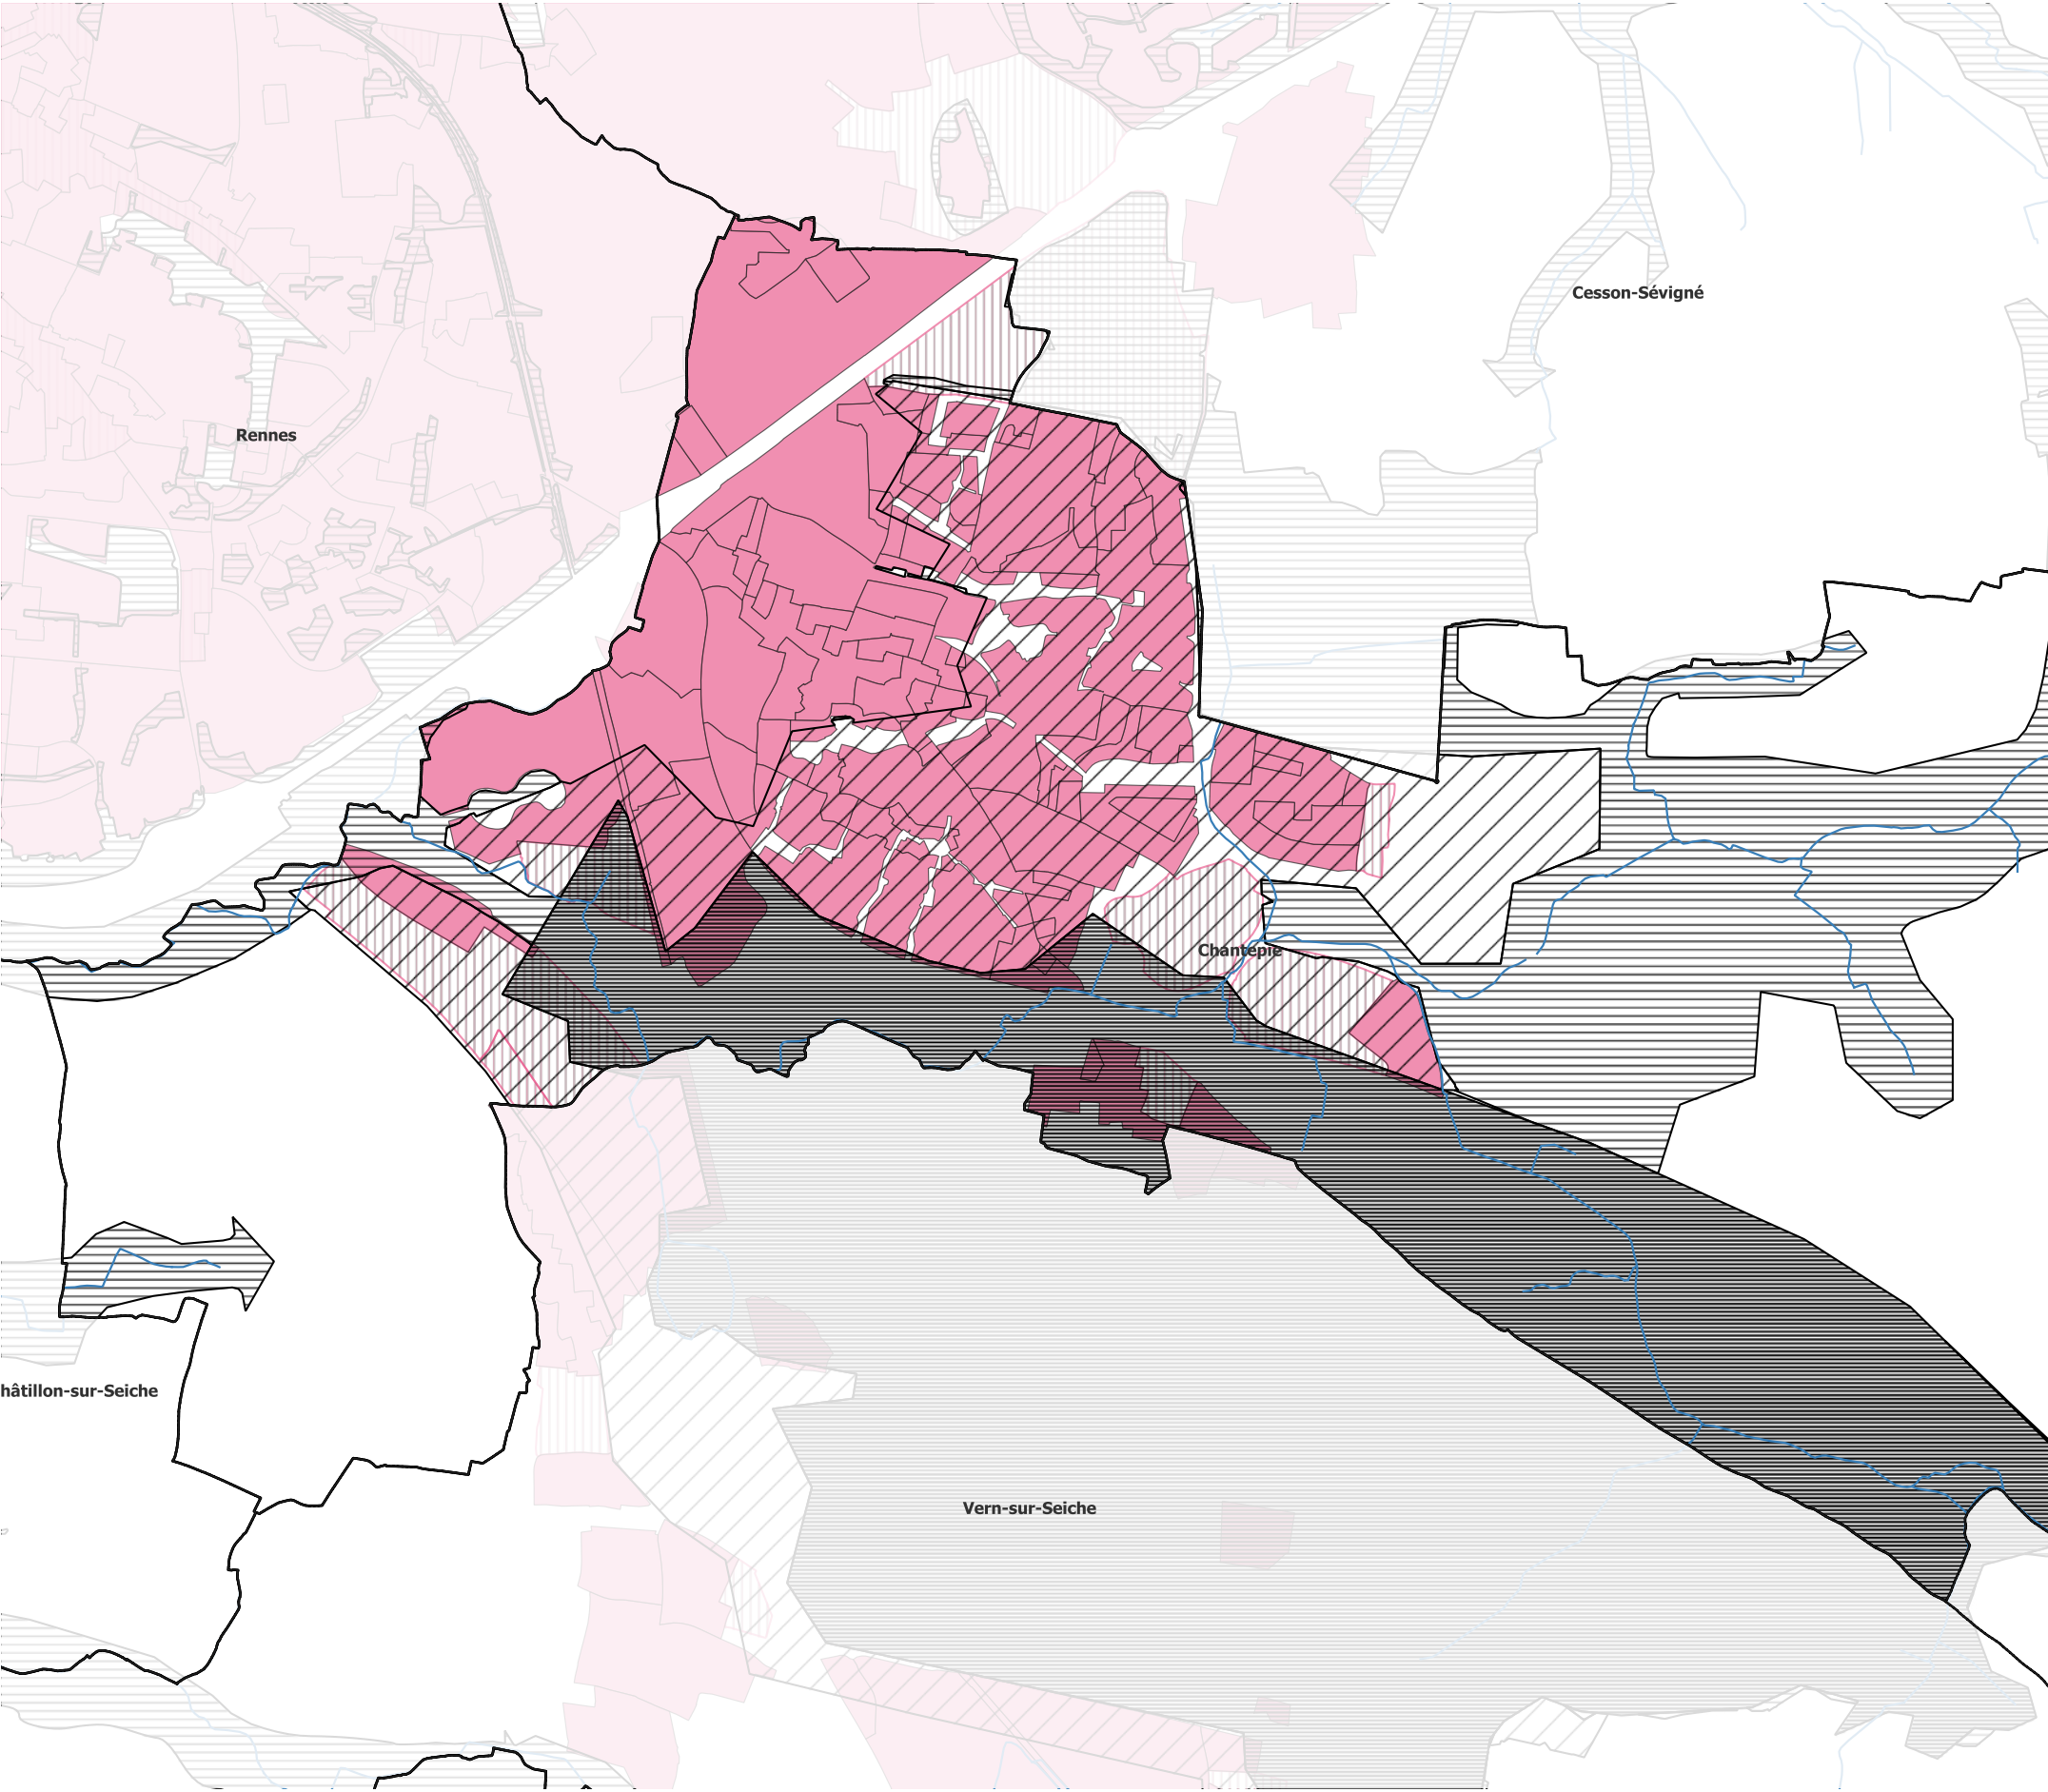 Cesson-Sévigné
Rennes
Chantepie
hâtillon-sur-Seiche
Vern-sur-Seiche